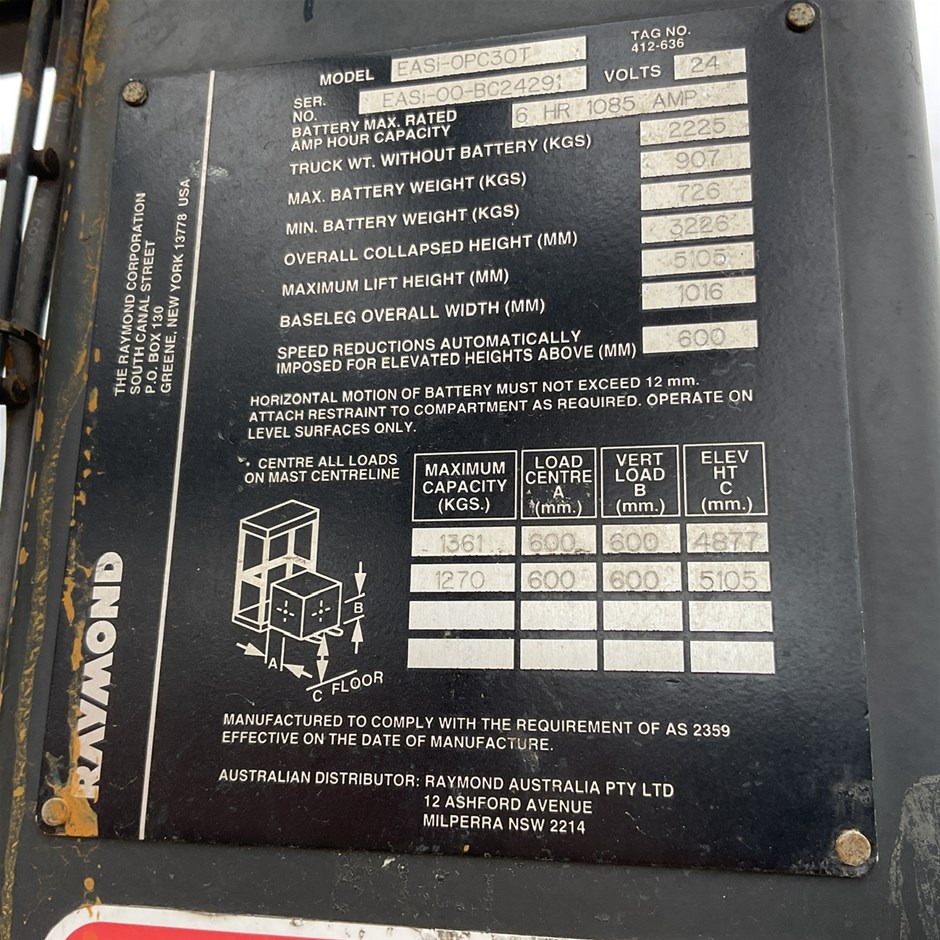 TAG NO.
412-636
MODEL EASi-OPC30T
VOLTS 24
SER.
NO. EASi-OO-BC24291
BATTERY MAX. RATED
AMP HOUR CAPACITY 6 HR 1085 AMP
TRUCK WT. WITHOUT BATTERY (KGS) 2225
MAX. BATTERY WEIGHT (KGS) 907
MIN. BATTERY WEIGHT (KGS) 726
OVERALL COLLAPSED HEIGHT (MM) 3226
MAXIMUM LIFT HEIGHT (MM) 5105
BASELEG OVERALL WIDTH (MM) 1016
SPEED REDUCTIONS AUTOMATICALLY
IMPOSED FOR ELEVATED HEIGHTS ABOVE (MM) 600
HORIZONTAL MOTION OF BATTERY MUST NOT EXCEED 12 mm.
ATTACH RESTRAINT TO COMPARTMENT AS REQUIRED. OPERATE ON
LEVEL SURFACES ONLY.
• CENTRE ALL LOADS
ON MAST CENTRELINE
MAXIMUM
CAPACITY
(KGS.)
LOAD
CENTRE
A
(mm.)
VERT
LOAD
B
(mm.)
ELEV
HT
C
(mm.)
1361 600 600 4877
1270 600 600 5105
B
A
C FLOOR
MANUFACTURED TO COMPLY WITH THE REQUIREMENT OF AS 2359
EFFECTIVE ON THE DATE OF MANUFACTURE.
AUSTRALIAN DISTRIBUTOR: RAYMOND AUSTRALIA PTY LTD
12 ASHFORD AVENUE
MILPERRA NSW 2214
THE RAYMOND CORPORATION
SOUTH CANAL STREET
P.O. BOX 130
GREENE, NEW YORK 13778 USA
RAYMOND